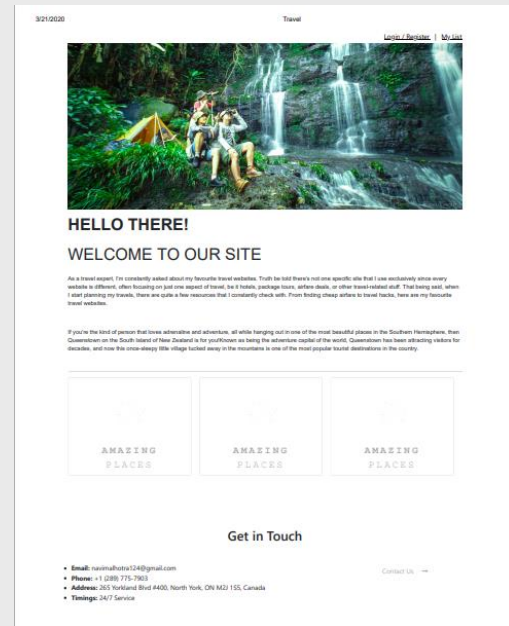 3/21/2020
Travel
Login / Register | My List
HELLO THERE!
WELCOME TO OUR SITE
As a travel expert, I'm constantly asked about my favourite travel websites. Truth be told there's not one specific site that I use exclusively since every
website is different, often focusing on just one aspect of travel, be it hotels, package tours, airfare deals, or other travel-related stuff. That being said, when
I start planning my travels, there are quite a few resources that I constantly check with. From finding cheap airfare to travel hacks, here are my favourite
travel websites.
If you're the kind of person that loves adrenaline and adventure, all while hanging out in one of the most beautiful places in the Southern Hemisphere, then
Queenstown on the South Island of New Zealand is for you!Known as being the adventure capital of the world, Queenstown has been attracting visitors for
decades, and now this once-sleepy little village tucked away in the mountains is one of the most popular tourist destinations in the country.
AMAZING AMAZING AMAZING
PLACES PLACES PLACES
Get in Touch
• Email: navimalhotra124@gmail.com
Contact Us →
• Phone: +1 (289) 775-7903
• Address: 265 Yorkland Blvd #400, North York, ON M2J 1S5, Canada
• Timings: 24/7 Service